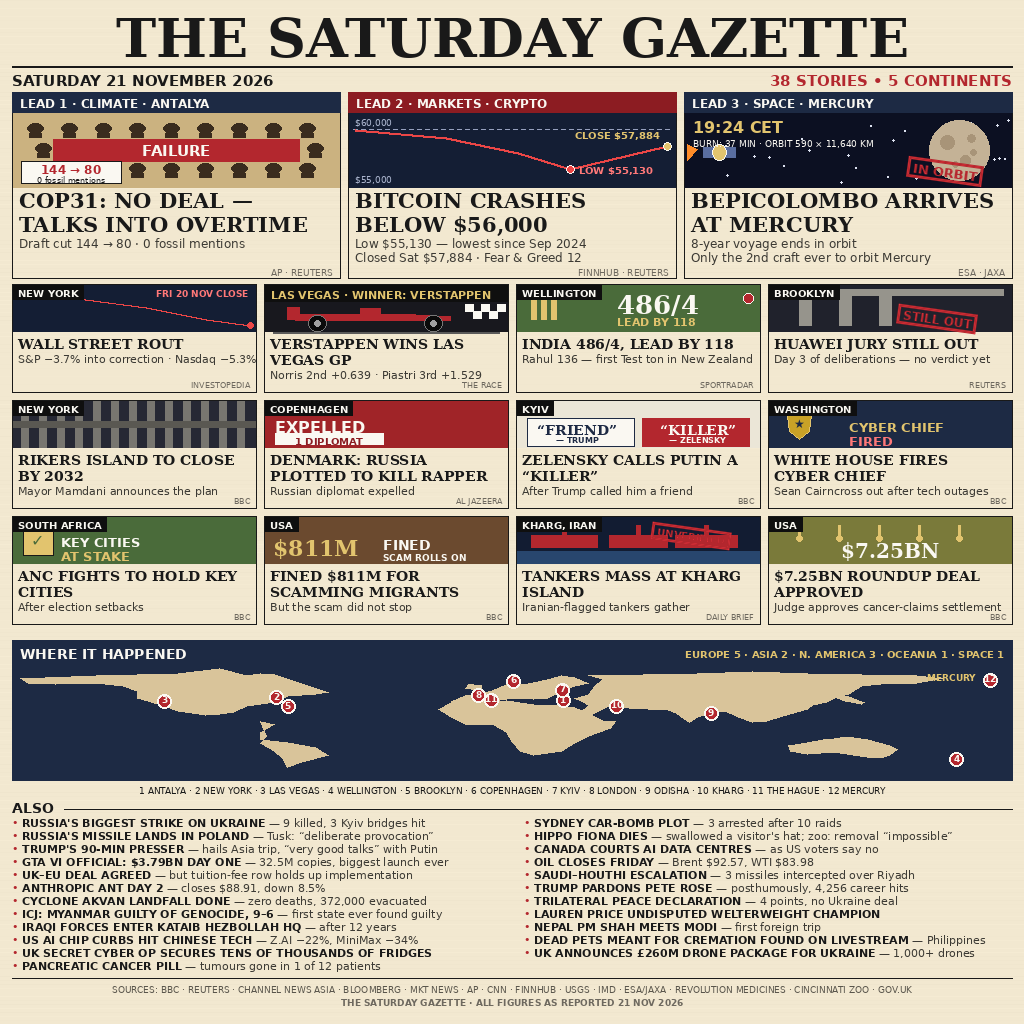 THE SATURDAY GAZETTE
SATURDAY 21 NOVEMBER 2026
38 STORIES • 5 CONTINENTS
LEAD 1 · CLIMATE · ANTALYA
FAILURE
144 → 80
0 fossil mentions
COP31: NO DEAL —
TALKS INTO OVERTIME
Draft cut 144 → 80 · 0 fossil mentions
AP · REUTERS
LEAD 2 · MARKETS · CRYPTO
$60,000
CLOSE $57,884
LOW $55,130
$55,000
BITCOIN CRASHES
BELOW $56,000
Low $55,130 — lowest since Sep 2024
Closed Sat $57,884 · Fear & Greed 12
FINNHUB · REUTERS
LEAD 3 · SPACE · MERCURY
19:24 CET
BURN: 37 MIN · ORBIT 590 × 11,640 KM
IN ORBIT
BEPICOLOMBO ARRIVES
AT MERCURY
8-year voyage ends in orbit
Only the 2nd craft ever to orbit Mercury
ESA · JAXA
NEW YORK
FRI 20 NOV CLOSE
WALL STREET ROUT
S&P −3.7% into correction · Nasdaq −5.3%
INVESTOPEDIA
LAS VEGAS · WINNER: VERSTAPPEN
VERSTAPPEN WINS LAS
VEGAS GP
Norris 2nd +0.639 · Piastri 3rd +1.529
THE RACE
WELLINGTON
486/4
LEAD BY 118
INDIA 486/4, LEAD BY 118
Rahul 136 — first Test ton in New Zealand
SPORTRADAR
BROOKLYN
STILL OUT
HUAWEI JURY STILL OUT
Day 3 of deliberations — no verdict yet
REUTERS
NEW YORK
RIKERS ISLAND TO CLOSE
BY 2032
Mayor Mamdani announces the plan
BBC
COPENHAGEN
EXPELLED
1 DIPLOMAT
DENMARK: RUSSIA
PLOTTED TO KILL RAPPER
Russian diplomat expelled
AL JAZEERA
KYIV
“FRIEND”
— TRUMP
“KILLER”
— ZELENSKY
ZELENSKY CALLS PUTIN A
“KILLER”
After Trump called him a friend
BBC
WASHINGTON
CYBER CHIEF
FIRED
WHITE HOUSE FIRES
CYBER CHIEF
Sean Cairncross out after tech outages
BBC
SOUTH AFRICA
KEY CITIES
AT STAKE
ANC FIGHTS TO HOLD KEY
CITIES
After election setbacks
BBC
USA
$811M
FINED
SCAM ROLLS ON
FINED $811M FOR
SCAMMING MIGRANTS
But the scam did not stop
BBC
KHARG, IRAN
TANKERS MASS AT KHARG
ISLAND
Iranian-flagged tankers gather
DAILY BRIEF
USA
$7.25BN
$7.25BN ROUNDUP DEAL
APPROVED
Judge approves cancer-claims settlement
BBC
WHERE IT HAPPENED
EUROPE 5 · ASIA 2 · N. AMERICA 3 · OCEANIA 1 · SPACE 1
MERCURY 12
3
2
5
6
8
11
7
1
10
9
4
1 ANTALYA · 2 NEW YORK · 3 LAS VEGAS · 4 WELLINGTON · 5 BROOKLYN · 6 COPENHAGEN · 7 KYIV · 8 LONDON · 9 ODISHA · 10 KHARG · 11 THE HAGUE · 12 MERCURY
ALSO
• RUSSIA'S BIGGEST STRIKE ON UKRAINE — 9 killed, 3 Kyiv bridges hit
• RUSSIA'S MISSILE LANDS IN POLAND — Tusk: “deliberate provocation”
• TRUMP'S 90-MIN PRESSER — hails Asia trip, “very good talks” with Putin
• GTA VI OFFICIAL: $3.79BN DAY ONE — 32.5M copies, biggest launch ever
• UK–EU DEAL AGREED — but tuition-fee row holds up implementation
• ANTHROPIC ANT DAY 2 — closes $88.91, down 8.5%
• CYCLONE AKVAN LANDFALL DONE — zero deaths, 372,000 evacuated
• ICJ: MYANMAR GUILTY OF GENOCIDE, 9–6 — first state ever found guilty
• IRAQI FORCES ENTER KATAIB HEZBOLLAH HQ — after 12 years
• US AI CHIP CURBS HIT CHINESE TECH — Z.AI −22%, MiniMax −34%
• UK SECRET CYBER OP SECURES TENS OF THOUSANDS OF FRIDGES
• PANCREATIC CANCER PILL — tumours gone in 1 of 12 patients
• SYDNEY CAR-BOMB PLOT — 3 arrested after 10 raids
• HIPPO FIONA DIES — swallowed a visitor's hat; zoo: removal “impossible”
• CANADA COURTS AI DATA CENTRES — as US voters say no
• OIL CLOSES FRIDAY — Brent $92.57, WTI $83.98
• SAUDI–HOUTHI ESCALATION — 3 missiles intercepted over Riyadh
• TRUMP PARDONS PETE ROSE — posthumously, 4,256 career hits
• TRILATERAL PEACE DECLARATION — 4 points, no Ukraine deal
• LAUREN PRICE UNDISPUTED WELTERWEIGHT CHAMPION
• NEPAL PM SHAH MEETS MODI — first foreign trip
• DEAD PETS MEANT FOR CREMATION FOUND ON LIVESTREAM — Philippines
• UK ANNOUNCES £260M DRONE PACKAGE FOR UKRAINE — 1,000+ drones
SOURCES: BBC · REUTERS · CHANNEL NEWS ASIA · BLOOMBERG · MKT NEWS · AP · CNN · FINNHUB · USGS · IMD · ESA/JAXA · REVOLUTION MEDICINES · CINCINNATI ZOO · GOV.UK
THE SATURDAY GAZETTE · ALL FIGURES AS REPORTED 21 NOV 2026